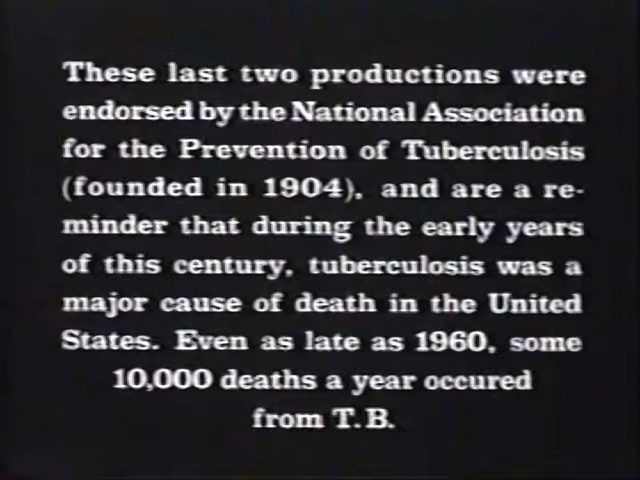 These last two productions were
endorsed by the National Association
for the Prevention of Tuberculosis
(founded in 1904), and are a re-
minder that during the early years
of this century, tuberculosis was a
major cause of death in the United
States. Even as late as 1960, some
10,000 deaths a year occured
from T.B.